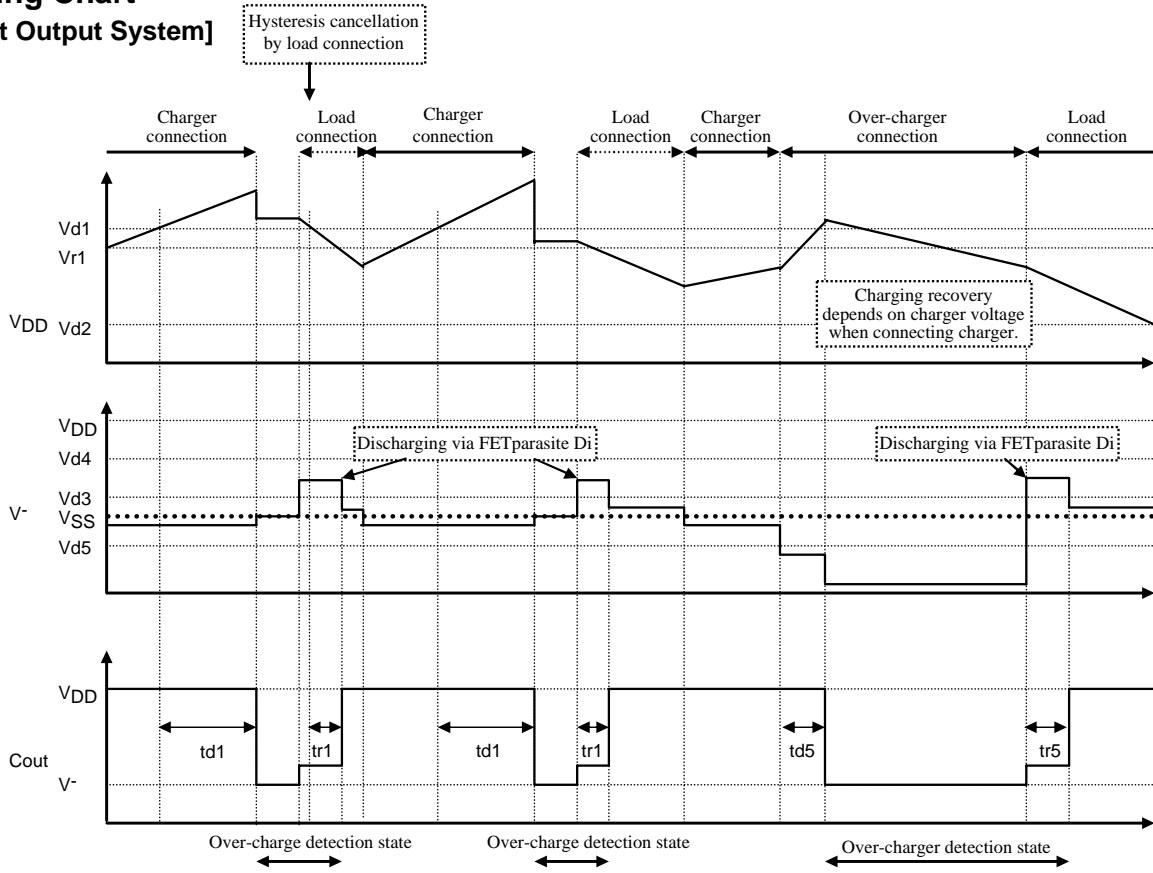 ing Chart
t Output System]
Hysteresis cancellation
by load connection
Charger
connection
Load
connection
Charger
connection
Load
connection
Charger
connection
Over-charger
connection
Load
connection
Vd1
Vr1
VDD
Vd2
Charging recovery
depends on charger voltage
when connecting charger.
VDD
Vd4
Vd3
V-
VSS
Vd5
Discharging via FETparasite Di
Discharging via FETparasite Di
VDD
Cout
V-
td1
tr1
td1
tr1
td5
tr5
Over-charge detection state
Over-charge detection state
Over-charger detection state